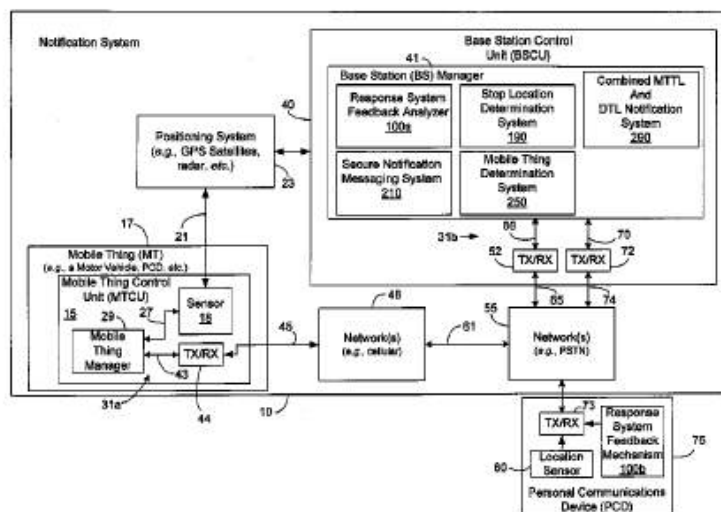 Notification System
Base Station Control
Unit (BSCU)
41
Base Station (BS) Manager
40
Response System
Feedback Analyzer
100a
Stop Location
Determination
System
190
Combined MTTL
And
DTL Notification
System
260
Positioning System
(e.g., GPS Satellites,
radar, etc.)
23
Secure Notification
Messaging System
210
Mobile Thing
Determination
System
250
17
21
31b
70
52
TX/RX
TX/RX
72
Mobile Thing (MT)
(e.g., a Motor Vehicle, PCD, etc.)
Mobile Thing Control
Unit (MTCU)
27
15
29
Sensor
18
Mobile
Thing
Manager
43
TX/RX
31a
44
45
Network(s)
(e.g., cellular)
61
55
65
74
Network(s)
(e.g., PSTN)
10
73
TX/RX
Response
System
Feedback
Mechanism
100b
75
Location
Sensor
Personal Communications
Device (PCD)